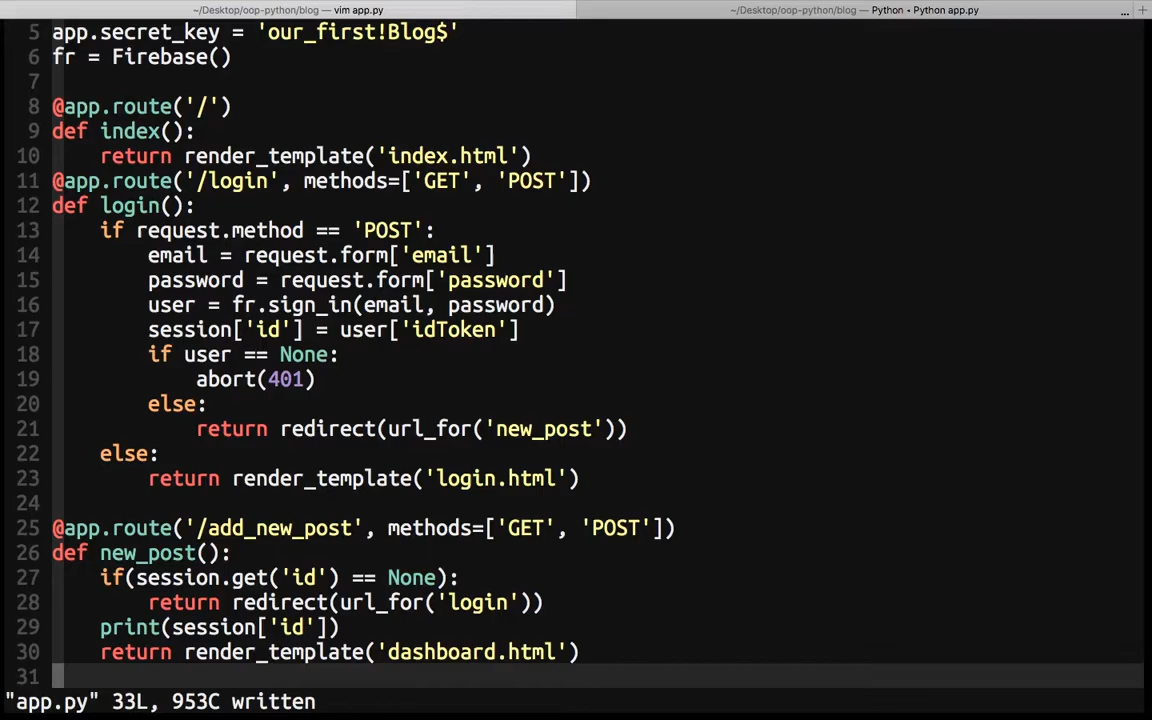 ~/Desktop/oop-python/blog — vim app.py
~/Desktop/oop-python/blog — Python • Python app.py
... +
5 app.secret_key = 'our_first!Blog$'
6 fr = Firebase()
7
8 @app.route('/')
9 def index():
10     return render_template('index.html')
11 @app.route('/login', methods=['GET', 'POST'])
12 def login():
13     if request.method == 'POST':
14         email = request.form['email']
15         password = request.form['password']
16         user = fr.sign_in(email, password)
17         session['id'] = user['idToken']
18         if user == None:
19             abort(401)
20         else:
21             return redirect(url_for('new_post'))
22     else:
23         return render_template('login.html')
24
25 @app.route('/add_new_post', methods=['GET', 'POST'])
26 def new_post():
27     if(session.get('id') == None):
28         return redirect(url_for('login'))
29     print(session['id'])
30     return render_template('dashboard.html')
31
"app.py" 33L, 953C written